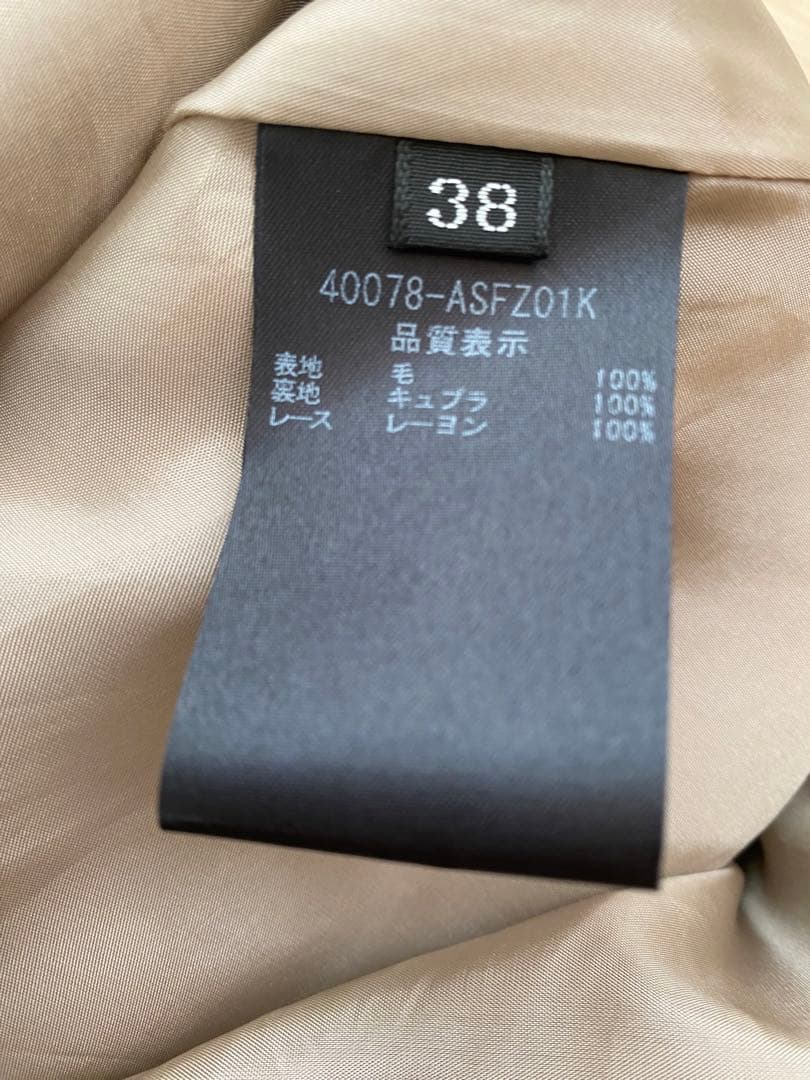 38
40078-ASFZ01K
品質表示
表地 毛 100%
裏地 キュプラ 100%
レース レーヨン 100%